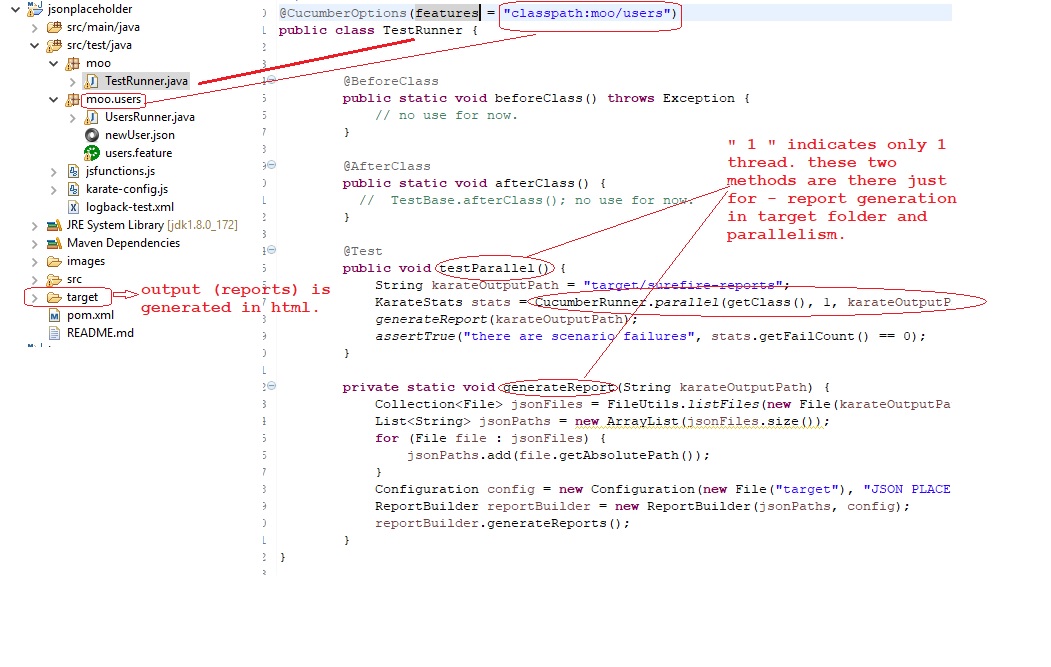 jsonplaceholder
src/main/java
src/test/java
moo
TestRunner.java
moo.users
UsersRunner.java
newUser.json
users.feature
jsfunctions.js
karate-config.js
logback-test.xml
JRE System Library [jdk1.8.0_172]
Maven Dependencies
images
src
target
pom.xml
README.md
output (reports) is
generated in html.
@CucumberOptions(features = "classpath:moo/users")
public class TestRunner {
@BeforeClass
public static void beforeClass() throws Exception {
// no use for now.
}
@AfterClass
public static void afterClass() {
// TestBase.afterClass(); no use for now.
}
@Test
public void testParallel() {
String karateOutputPath = "target/surefire-reports";
KarateStats stats = CucumberRunner.parallel(getClass(), 1, karateOutputP
generateReport(karateOutputPath);
assertTrue("there are scenario failures", stats.getFailCount() == 0);
}
private static void generateReport(String karateOutputPath) {
Collection<File> jsonFiles = FileUtils.listFiles(new File(karateOutputPa
List<String> jsonPaths = new ArrayList(jsonFiles.size());
for (File file : jsonFiles) {
jsonPaths.add(file.getAbsolutePath());
}
Configuration config = new Configuration(new File("target"), "JSON PLACE
ReportBuilder reportBuilder = new ReportBuilder(jsonPaths, config);
reportBuilder.generateReports();
}
}
" 1 " indicates only 1
thread. these two
methods are there just
for - report generation
in target folder and
parallelism.